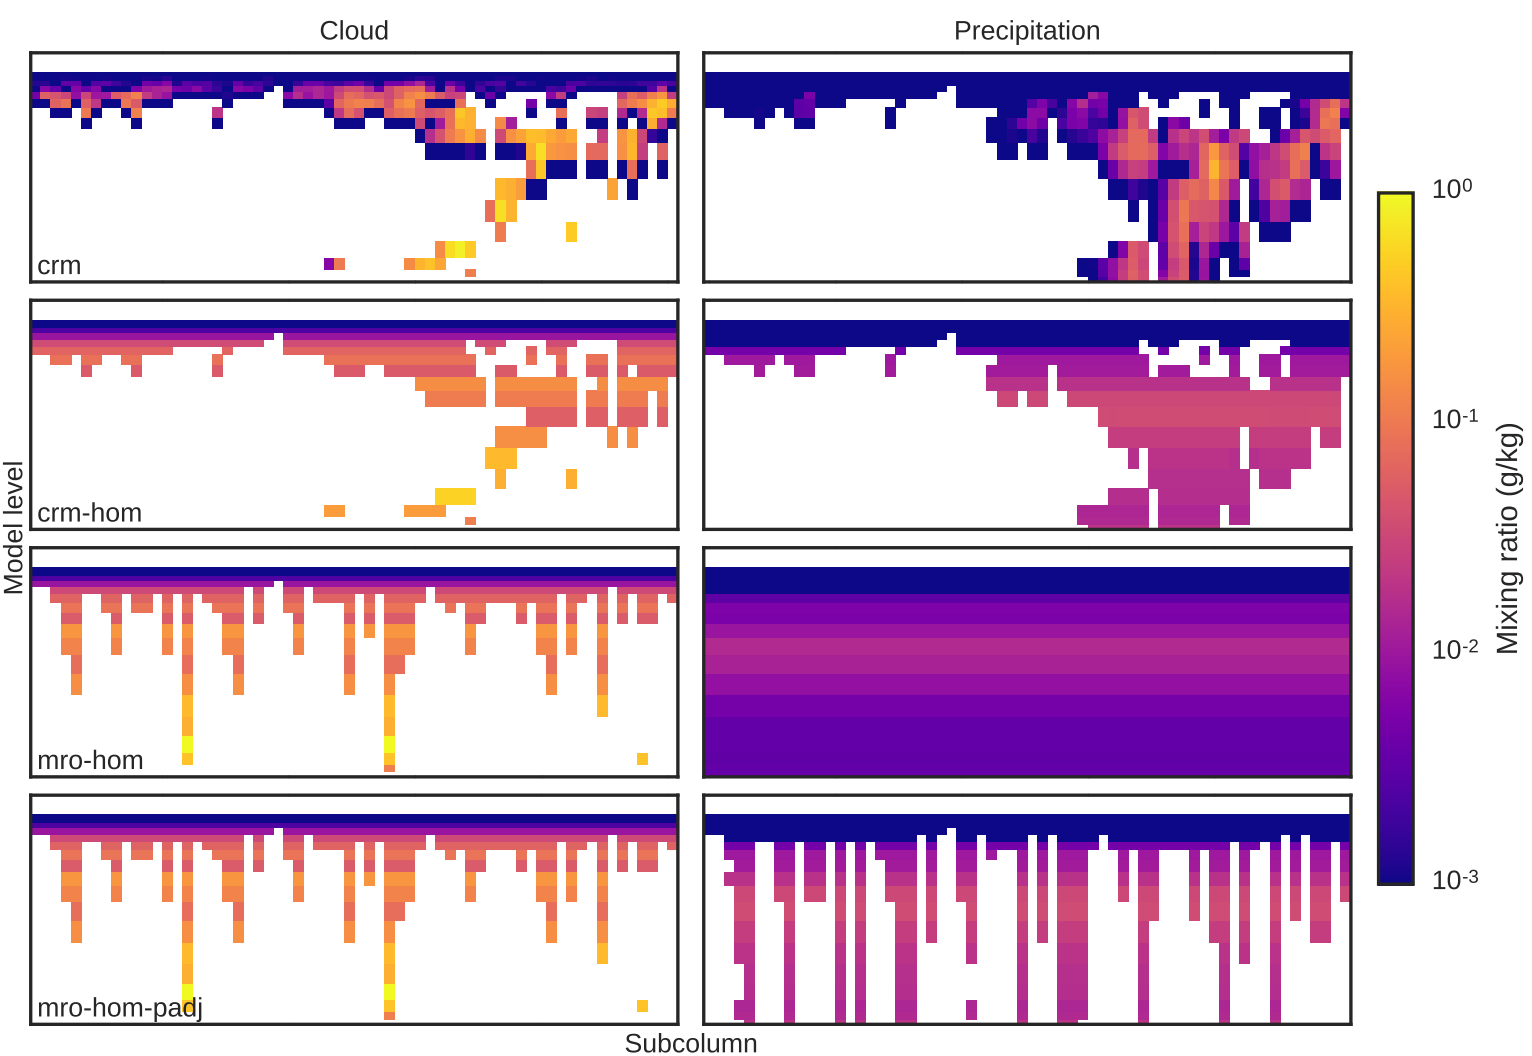 Cloud
Precipitation
crm
crm-hom
mro-hom
mro-hom-padj
Model level
Subcolumn
10⁰
10⁻¹
10⁻²
10⁻³
Mixing ratio (g/kg)